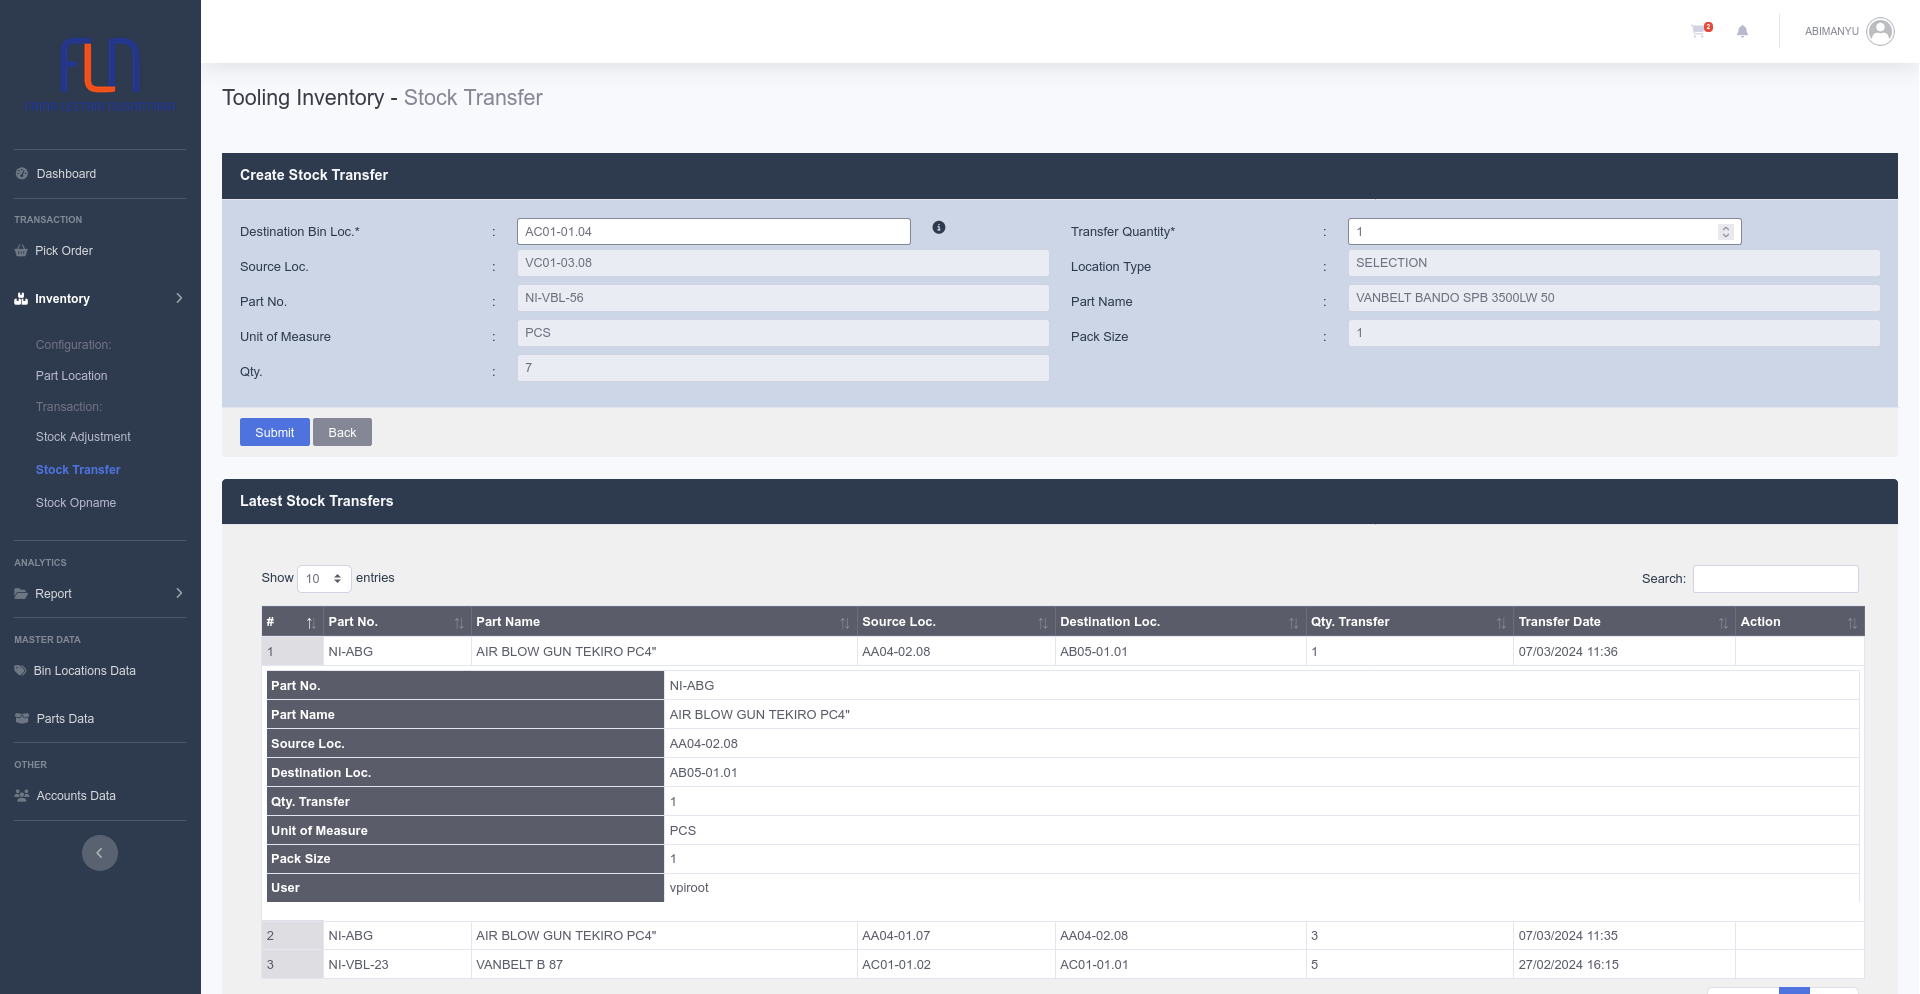 FLN
2
ABIMANYU
Tooling Inventory - Stock Transfer
Dashboard
TRANSACTION
Pick Order
Inventory
Configuration:
Part Location
Transaction:
Stock Adjustment
Stock Transfer
Stock Opname
ANALYTICS
Report
MASTER DATA
Bin Locations Data
Parts Data
OTHER
Accounts Data
Create Stock Transfer
Destination Bin Loc.* : AC01-01.04 Transfer Quantity* : 1
Source Loc. : VC01-03.08 Location Type : SELECTION
Part No. : NI-VBL-56 Part Name : VANBELT BANDO SPB 3500LW 50
Unit of Measure : PCS Pack Size : 1
Qty. : 7
Submit Back
Latest Stock Transfers
Show 10 entries Search:
# Part No. Part Name Source Loc. Destination Loc. Qty. Transfer Transfer Date Action
1 NI-ABG AIR BLOW GUN TEKIRO PC4" AA04-02.08 AB05-01.01 1 07/03/2024 11:36
Part No. NI-ABG
Part Name AIR BLOW GUN TEKIRO PC4"
Source Loc. AA04-02.08
Destination Loc. AB05-01.01
Qty. Transfer 1
Unit of Measure PCS
Pack Size 1
User vpiroot
2 NI-ABG AIR BLOW GUN TEKIRO PC4" AA04-01.07 AA04-02.08 3 07/03/2024 11:35
3 NI-VBL-23 VANBELT B 87 AC01-01.02 AC01-01.01 5 27/02/2024 16:15